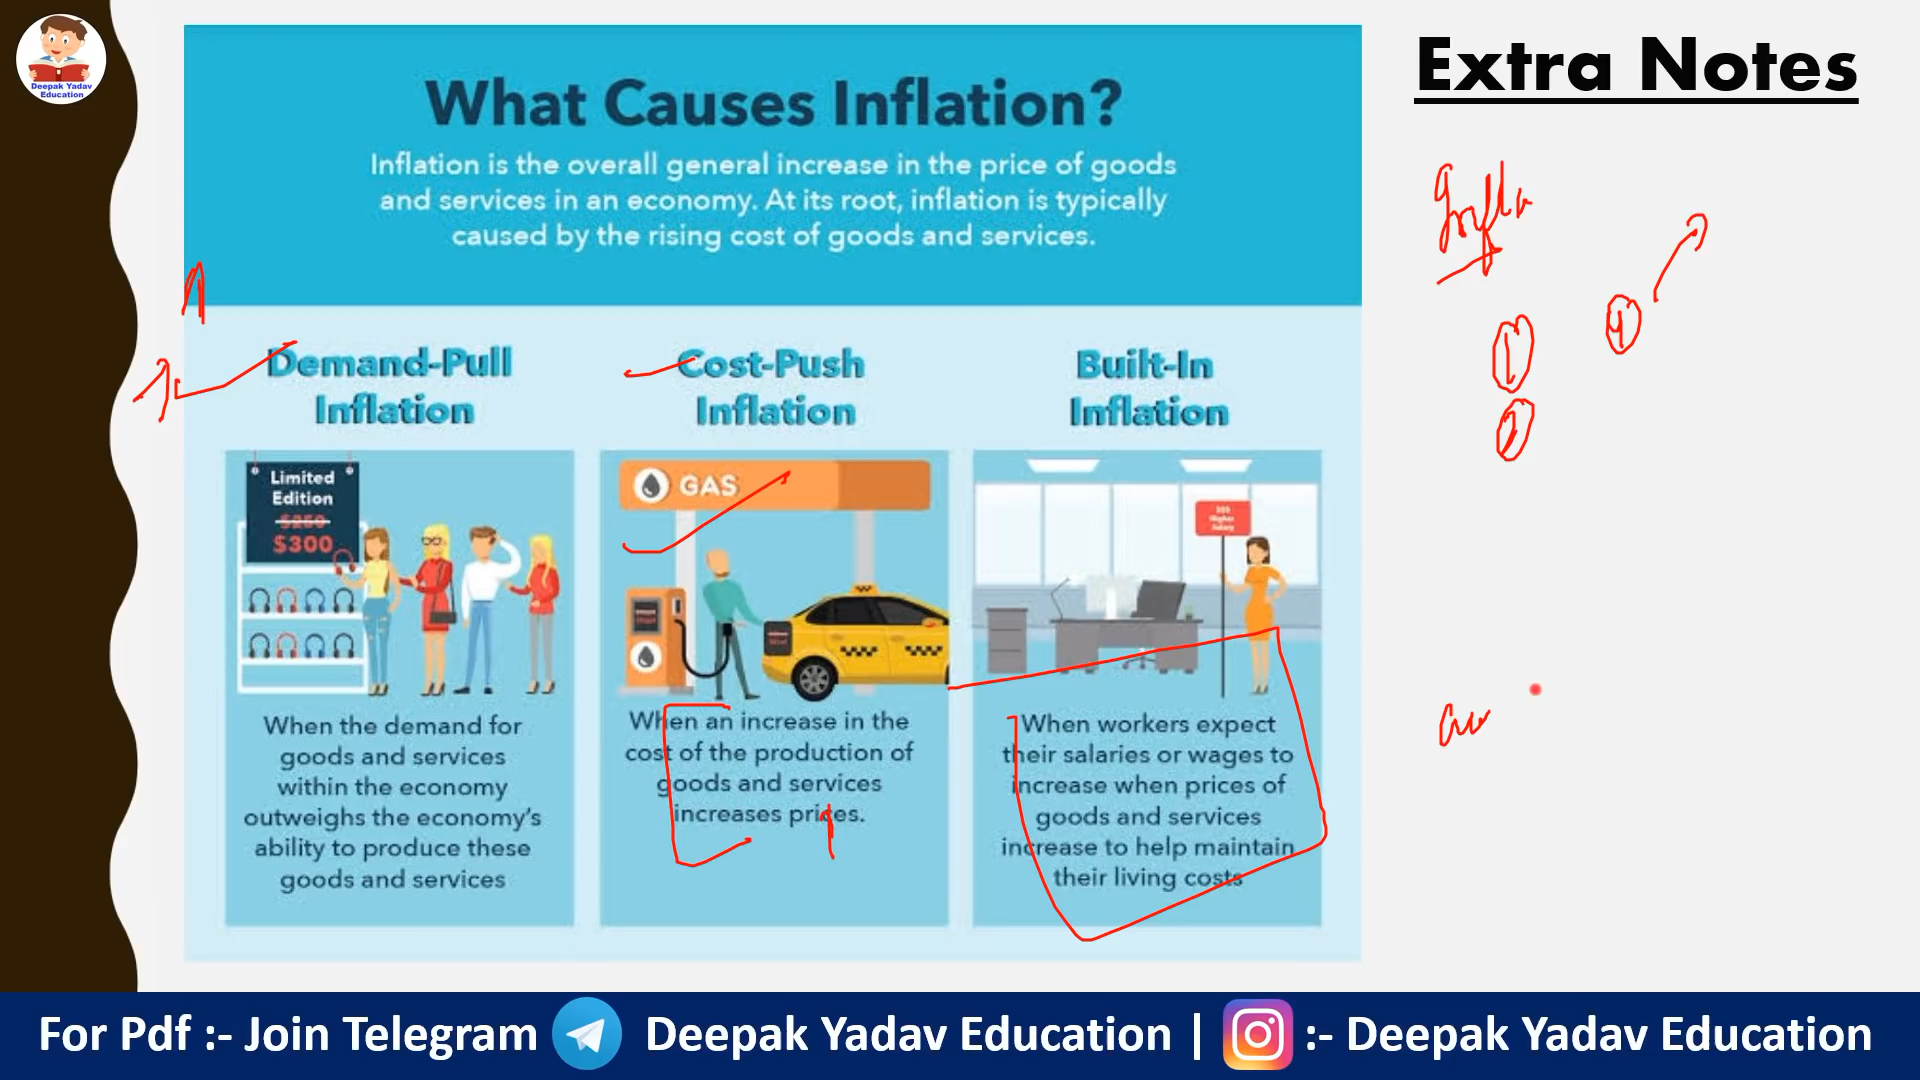 Deepak Yadav
Education
What Causes Inflation?
Inflation is the overall general increase in the price of goods
and services in an economy. At its root, inflation is typically
caused by the rising cost of goods and services.
Demand-Pull
Inflation
Limited
Edition
$250
$300
When the demand for
goods and services
within the economy
outweighs the economy's
ability to produce these
goods and services
Cost-Push
Inflation
GAS
When an increase in the
cost of the production of
goods and services
increases prices.
Built-In
Inflation
Higher
Salary
When workers expect
their salaries or wages to
increase when prices of
goods and services
increase to help maintain
their living costs
Extra Notes
Infla
1
2
For Pdf :- Join Telegram Deepak Yadav Education | :- Deepak Yadav Education